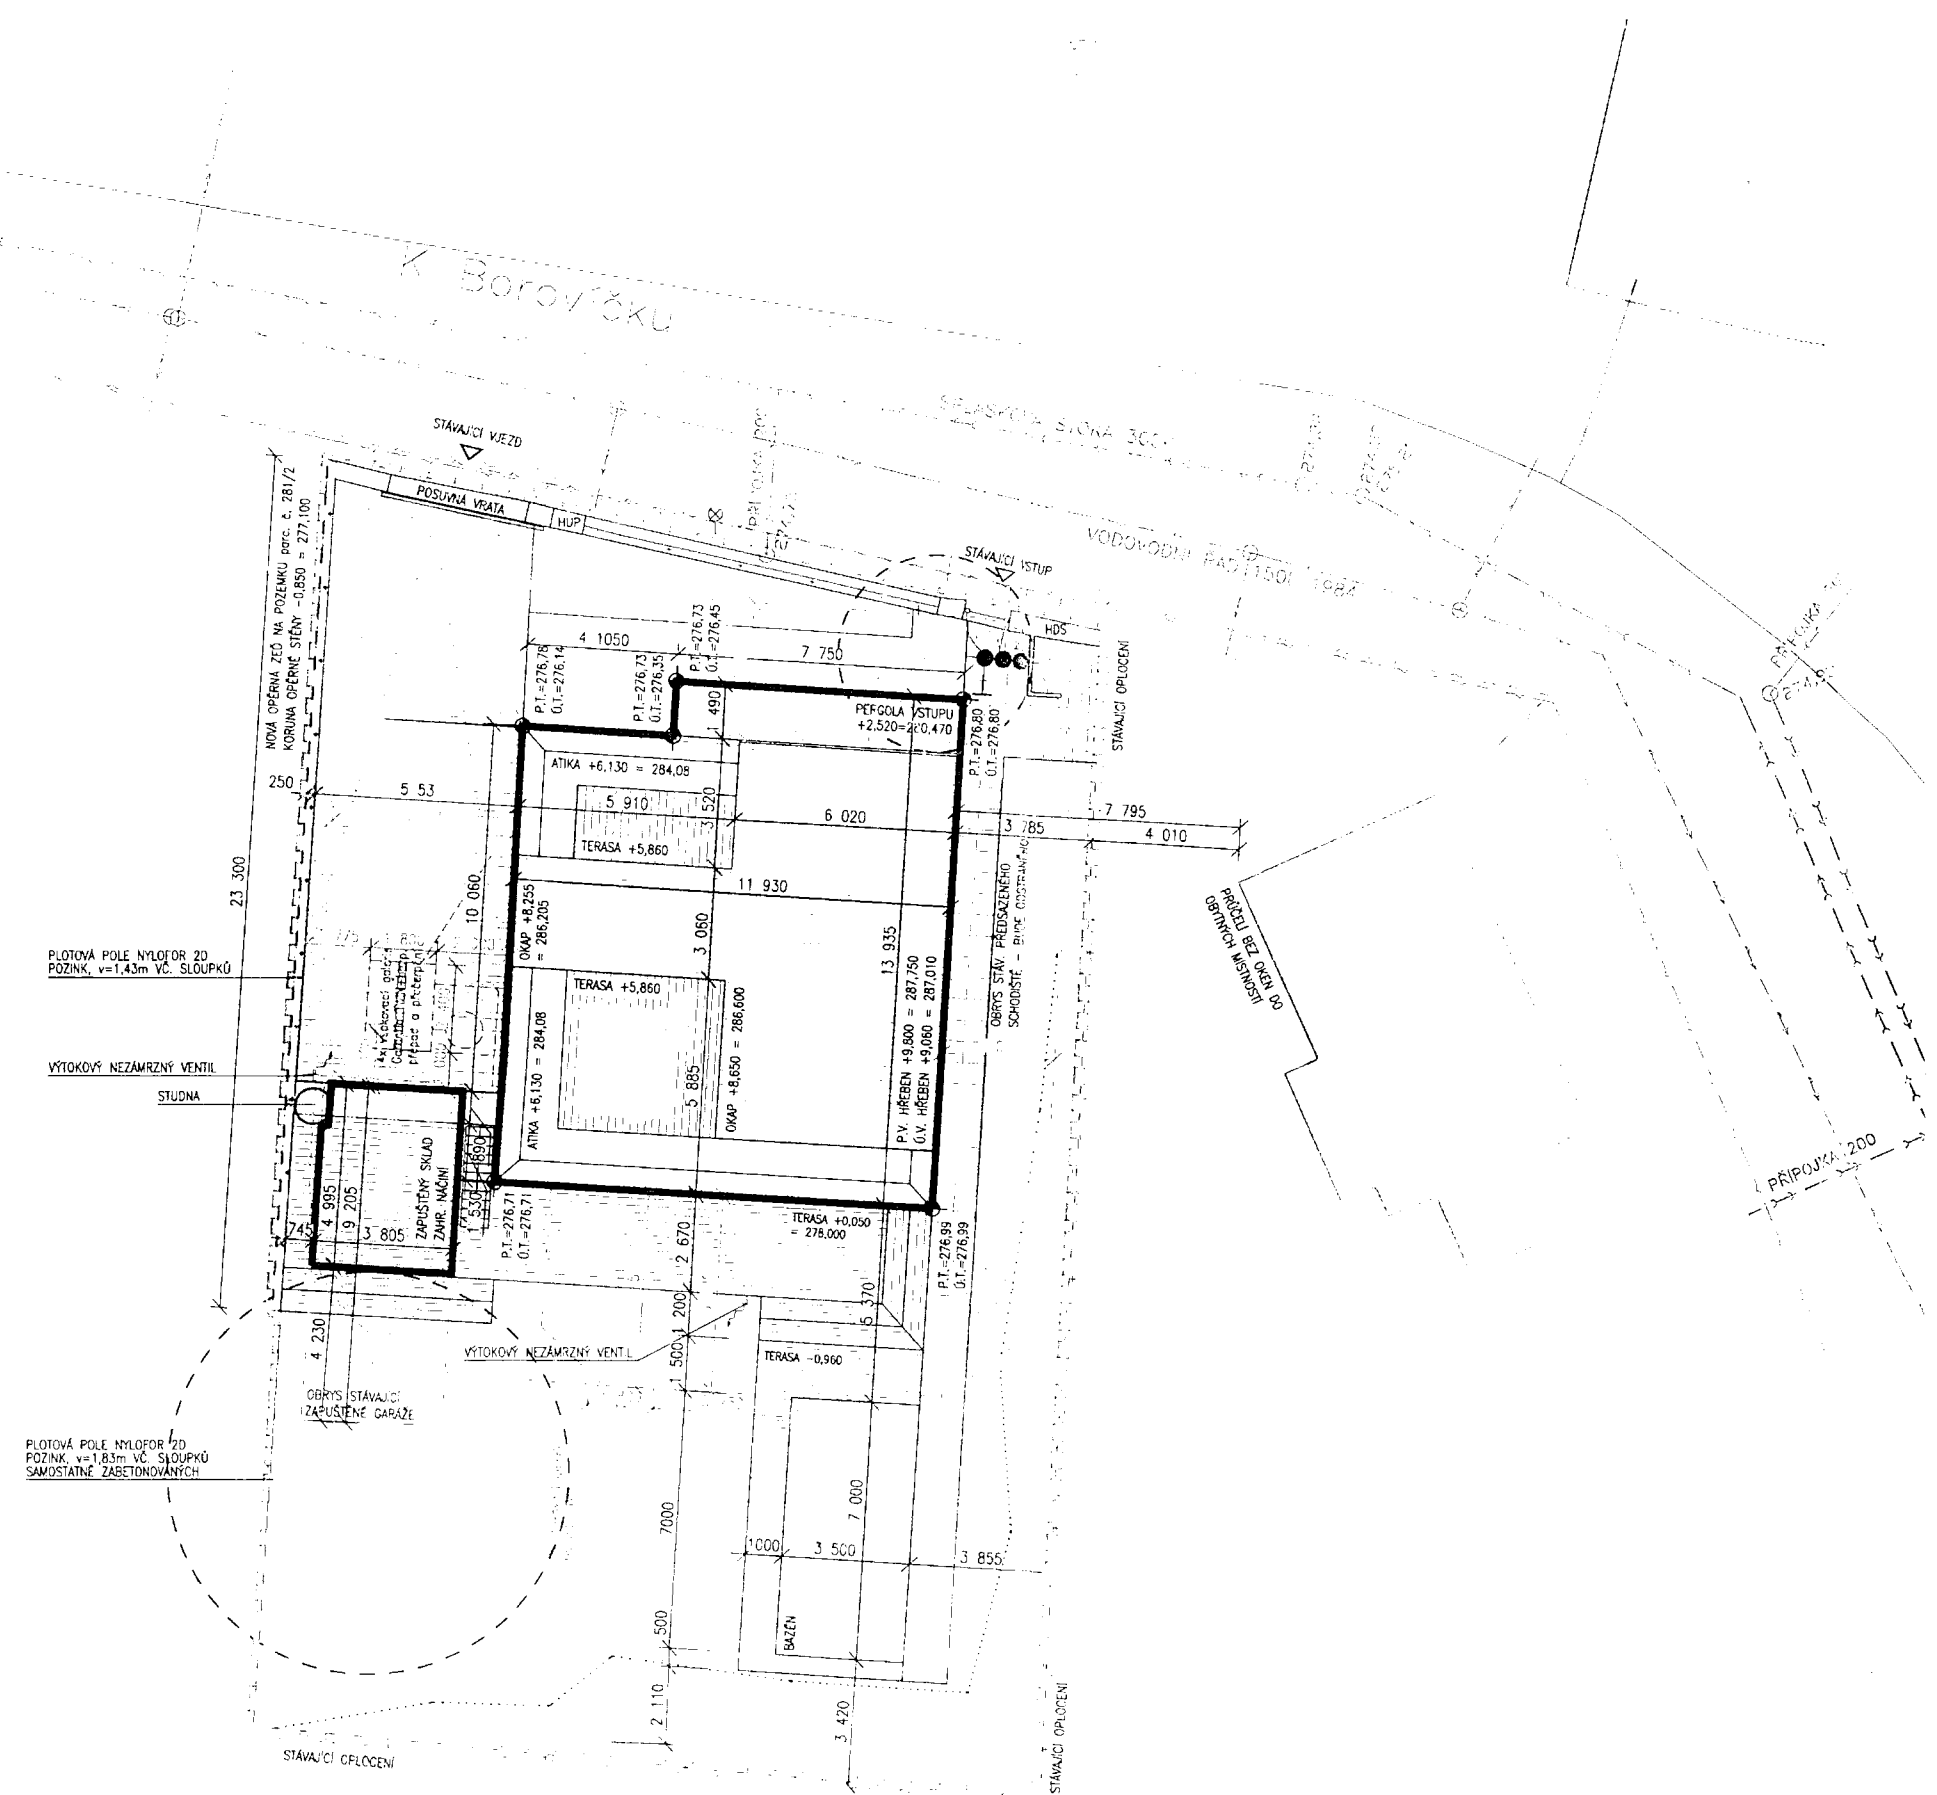 K Borovíčku
STÁVAJÍCÍ VJEZD
POSUVNÁ VRATA
HUP
STÁVAJÍCÍ VSTUP
HDS
VODOVODNÍ ŘAD 150L 1984
NOVÁ OPĚRNÁ ZEĎ NA POZEMKU parc. č. 281/2
KORUNA OPĚRNÉ STĚNY -0,850 = 277,100
STÁVAJÍCÍ OPLOCENÍ
4 1050
7 750
P.T.=276,78
Ú.T.=276,14
P.T.=276,73
Ú.T.=276,35
P.T.=276,73
Ú.T.=276,45
1 490
PERGOLA VSTUPU
P.T.=276,80
Ú.T.=276,80
ATIKA +6,130 = 284,08
250
5 53
5 910
3 520
6 020
7 795
3 785
4 010
TERASA +5,860
11 930
23 300
10 060
OKAP +8,255
= 286,205
3 060
13 935
OBRYS STÁV. PŘEDSAZENÉHO
PRŮČELÍ BEZ OKEN DO
OBYTNÝCH MÍSTNOSTÍ
PLOTOVÁ POLE NYLOFOR 2D
POZINK, v=1,43m VČ. SLOUPKŮ
TERASA +5,860
ATIKA +6,130 = 284,08
OKAP +8,650 = 286,600
P.V. HŘEBEN +9,800 = 287,750
Ú.V. HŘEBEN +9,060 = 287,010
5 885
VÝTOKOVÝ NEZÁMRZNÝ VENTIL
STUDNA
ZAPUŠTĚNÝ SKLAD
ZAHR. NÁČINÍ
4 995
9 205
745
3 805
1 530
P.T.=276,71
Ú.T.=276,71
TERASA +0,050
= 278,000
P.T.=276,99
Ú.T.=276,99
PŘÍPOJKA 200
2 670
1 200
5 370
4 230
1 500
VÝTOKOVÝ NEZÁMRZNÝ VENTIL
TERASA -0,960
OBRYS STÁVAJÍCÍ
ZAPUŠTĚNÉ GARÁŽE
PLOTOVÁ POLE NYLOFOR 2D
POZINK, v=1,83m VČ. SLOUPKŮ
SAMOSTATNĚ ZABETONOVANÝCH
7000
7 000
1000
3 500
3 855
500
BAZÉN
2 110
3 420
STÁVAJÍCÍ OPLOCENÍ
STÁVAJÍCÍ OPLOCENÍ